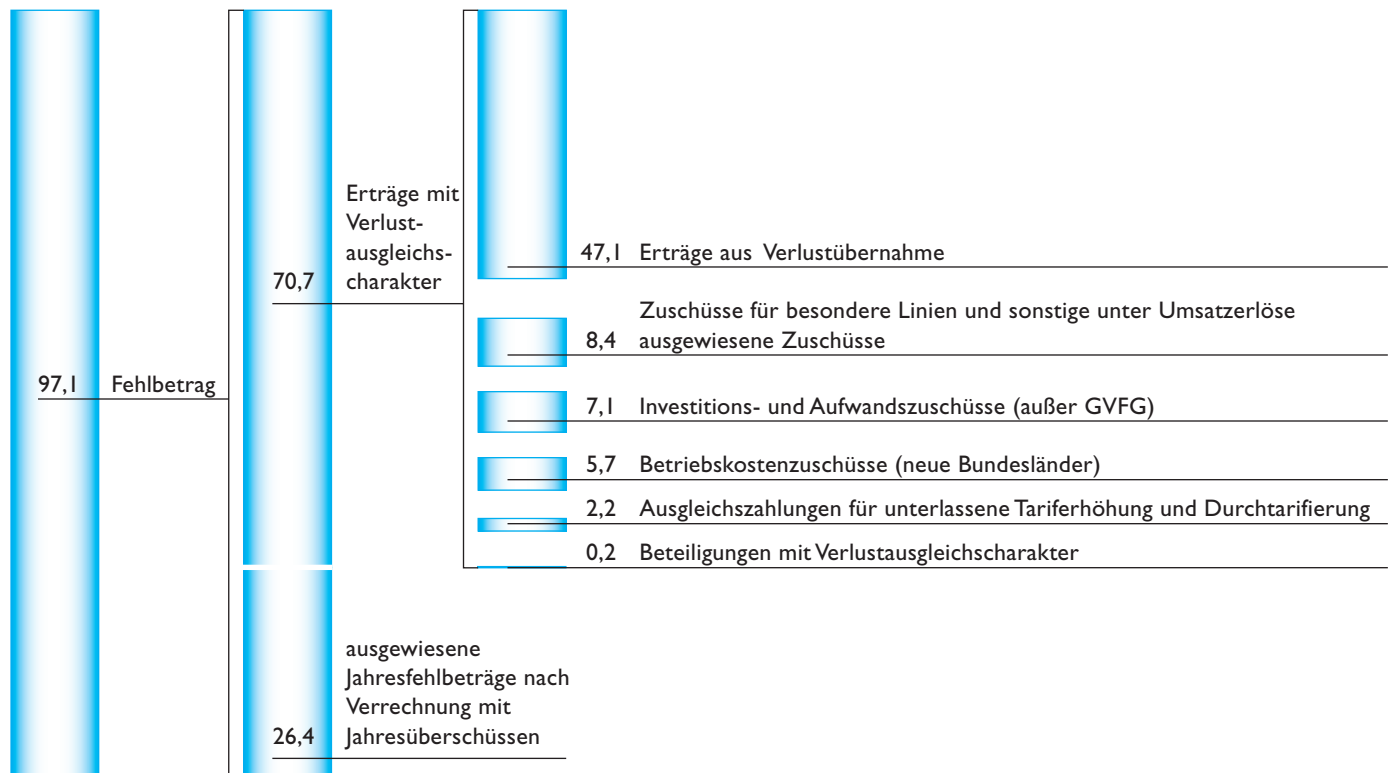 97,1 Fehlbetrag
70,7
Erträge mit
Verlust-
ausgleichs-
charakter
47,1 Erträge aus Verlustübernahme
Zuschüsse für besondere Linien und sonstige unter Umsatzerlöse
8,4 ausgewiesene Zuschüsse
7,1 Investitions- und Aufwandszuschüsse (außer GVFG)
5,7 Betriebskostenzuschüsse (neue Bundesländer)
2,2 Ausgleichszahlungen für unterlassene Tariferhöhung und Durchtarifierung
0,2 Beteiligungen mit Verlustausgleichscharakter
ausgewiesene
Jahresfehlbeträge nach
Verrechnung mit
26,4 Jahresüberschüssen